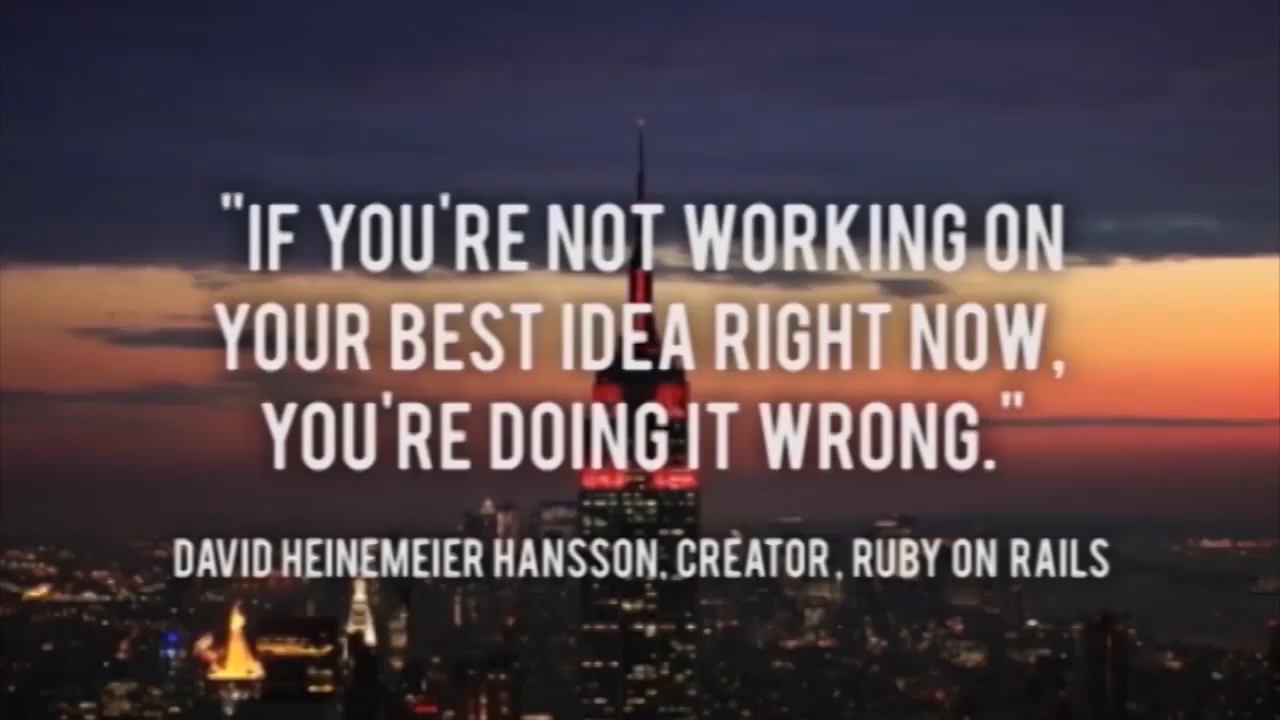 "IF YOU'RE NOT WORKING ON
YOUR BEST IDEA RIGHT NOW,
YOU'RE DOING IT WRONG."
DAVID HEINEMEIER HANSSON, CREATOR, RUBY ON RAILS